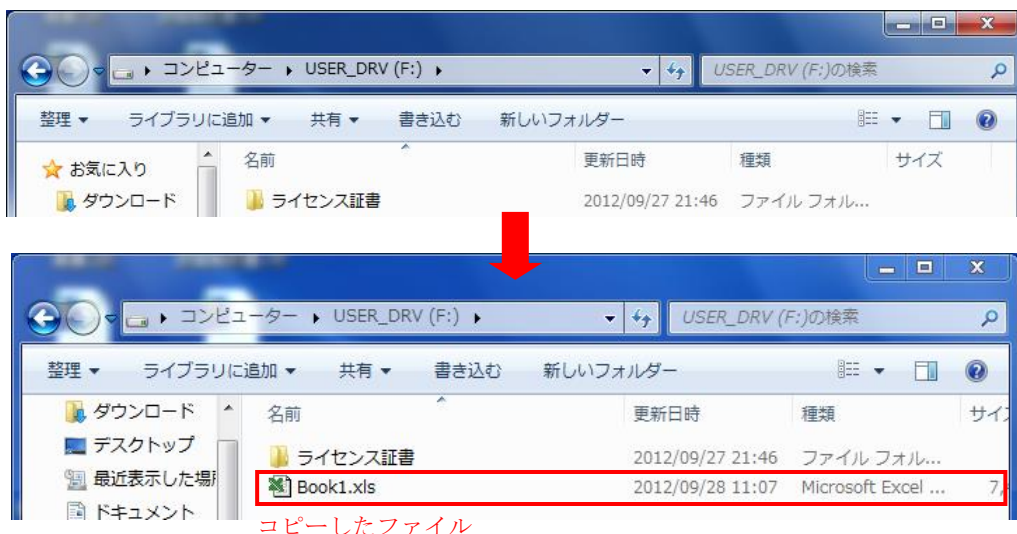 コンピューター ▸ USER_DRV (F:) ▸ USER_DRV (F:)の検索
整理 ▼ ライブラリに追加 ▼ 共有 ▼ 書き込む 新しいフォルダー
お気に入り 名前 更新日時 種類 サイズ
ダウンロード ライセンス証書 2012/09/27 21:46 ファイル フォル...
コンピューター ▸ USER_DRV (F:) ▸ USER_DRV (F:)の検索
整理 ▼ ライブラリに追加 ▼ 共有 ▼ 書き込む 新しいフォルダー
ダウンロード 名前 更新日時 種類 サイ
デスクトップ ライセンス証書 2012/09/27 21:46 ファイル フォル...
最近表示した場所 Book1.xls 2012/09/28 11:07 Microsoft Excel ... 7,
ドキュメント
コピーしたファイル